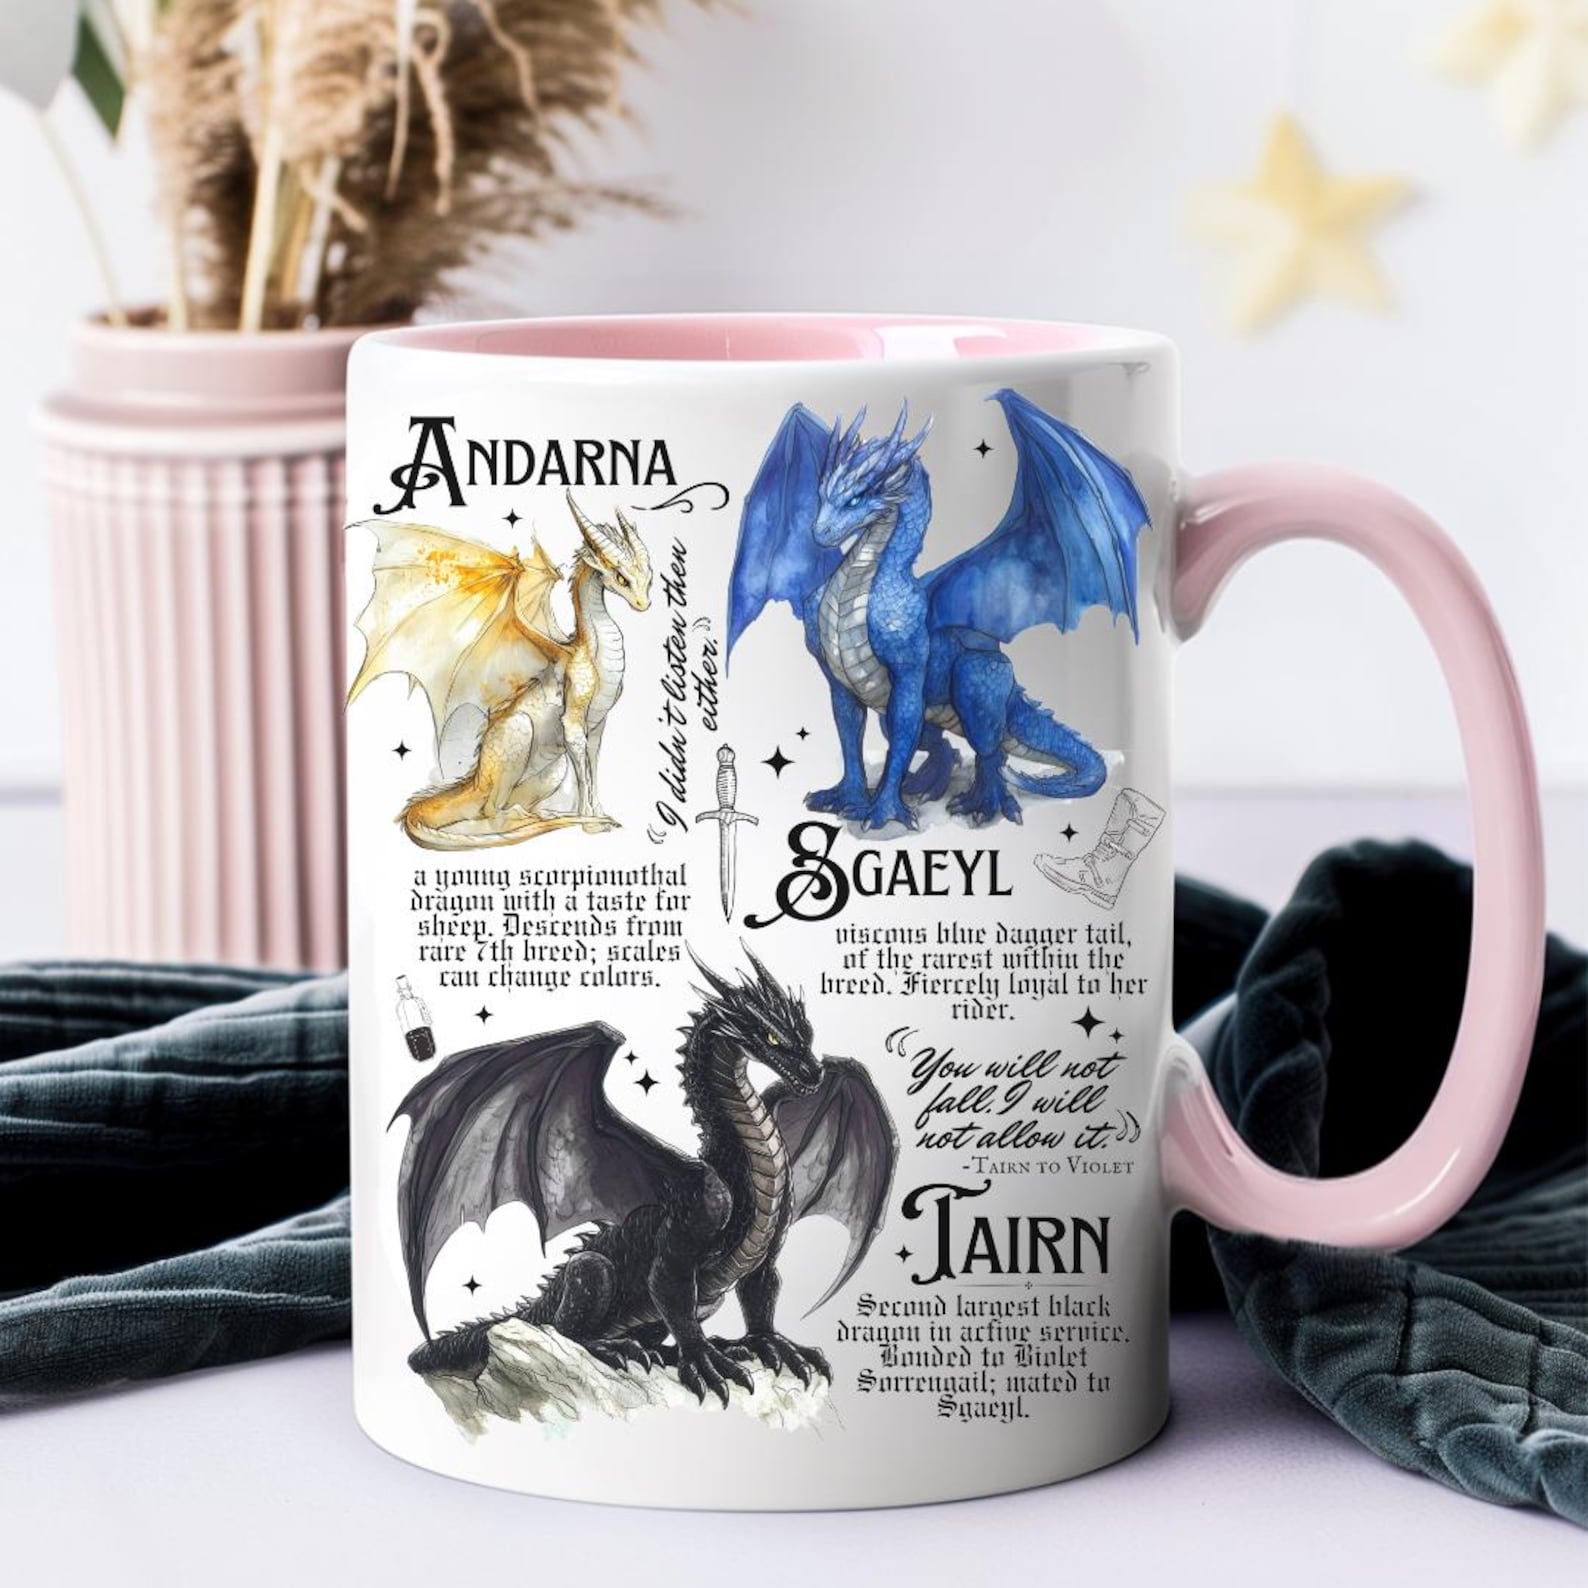 ANDARNA
"I didn't listen then
either."
a young scorpionothal
dragon with a taste for
sheep. Descends from
rare 7th breed; scales
can change colors.
SGAEYL
viscous blue dagger tail,
of the rarest within the
breed. Fiercely loyal to her
rider.
"You will not
fall. I will
not allow it."
-TAIRN TO VIOLET
TAIRN
Second largest black
dragon in active service.
Bonded to Violet
Sorrengail; mated to
Sgaeyl.